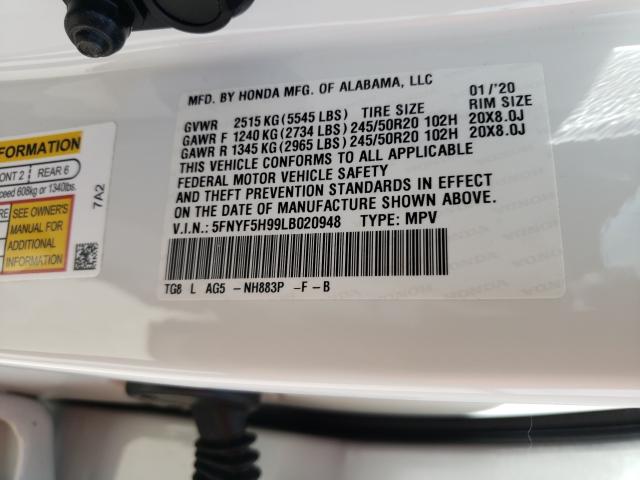 MFD. BY HONDA MFG. OF ALABAMA, LLC 01/'20
GVWR 2515 KG (5545 LBS) TIRE SIZE RIM SIZE
GAWR F 1240 KG (2734 LBS) 245/50R20 102H 20X8.0J
GAWR R 1345 KG (2965 LBS) 245/50R20 102H 20X8.0J
THIS VEHICLE CONFORMS TO ALL APPLICABLE
FEDERAL MOTOR VEHICLE SAFETY
AND THEFT PREVENTION STANDARDS IN EFFECT
ON THE DATE OF MANUFACTURE SHOWN ABOVE.
V.I.N.: 5FNYF5H99LB020948 TYPE: MPV
TG8 L AG5 -NH883P -F-B
FORMATION
ONT 2 REAR 6
ceed 608kg or 1340lbs.
SEE OWNER'S
MANUAL FOR
ADDITIONAL
INFORMATION
7A2